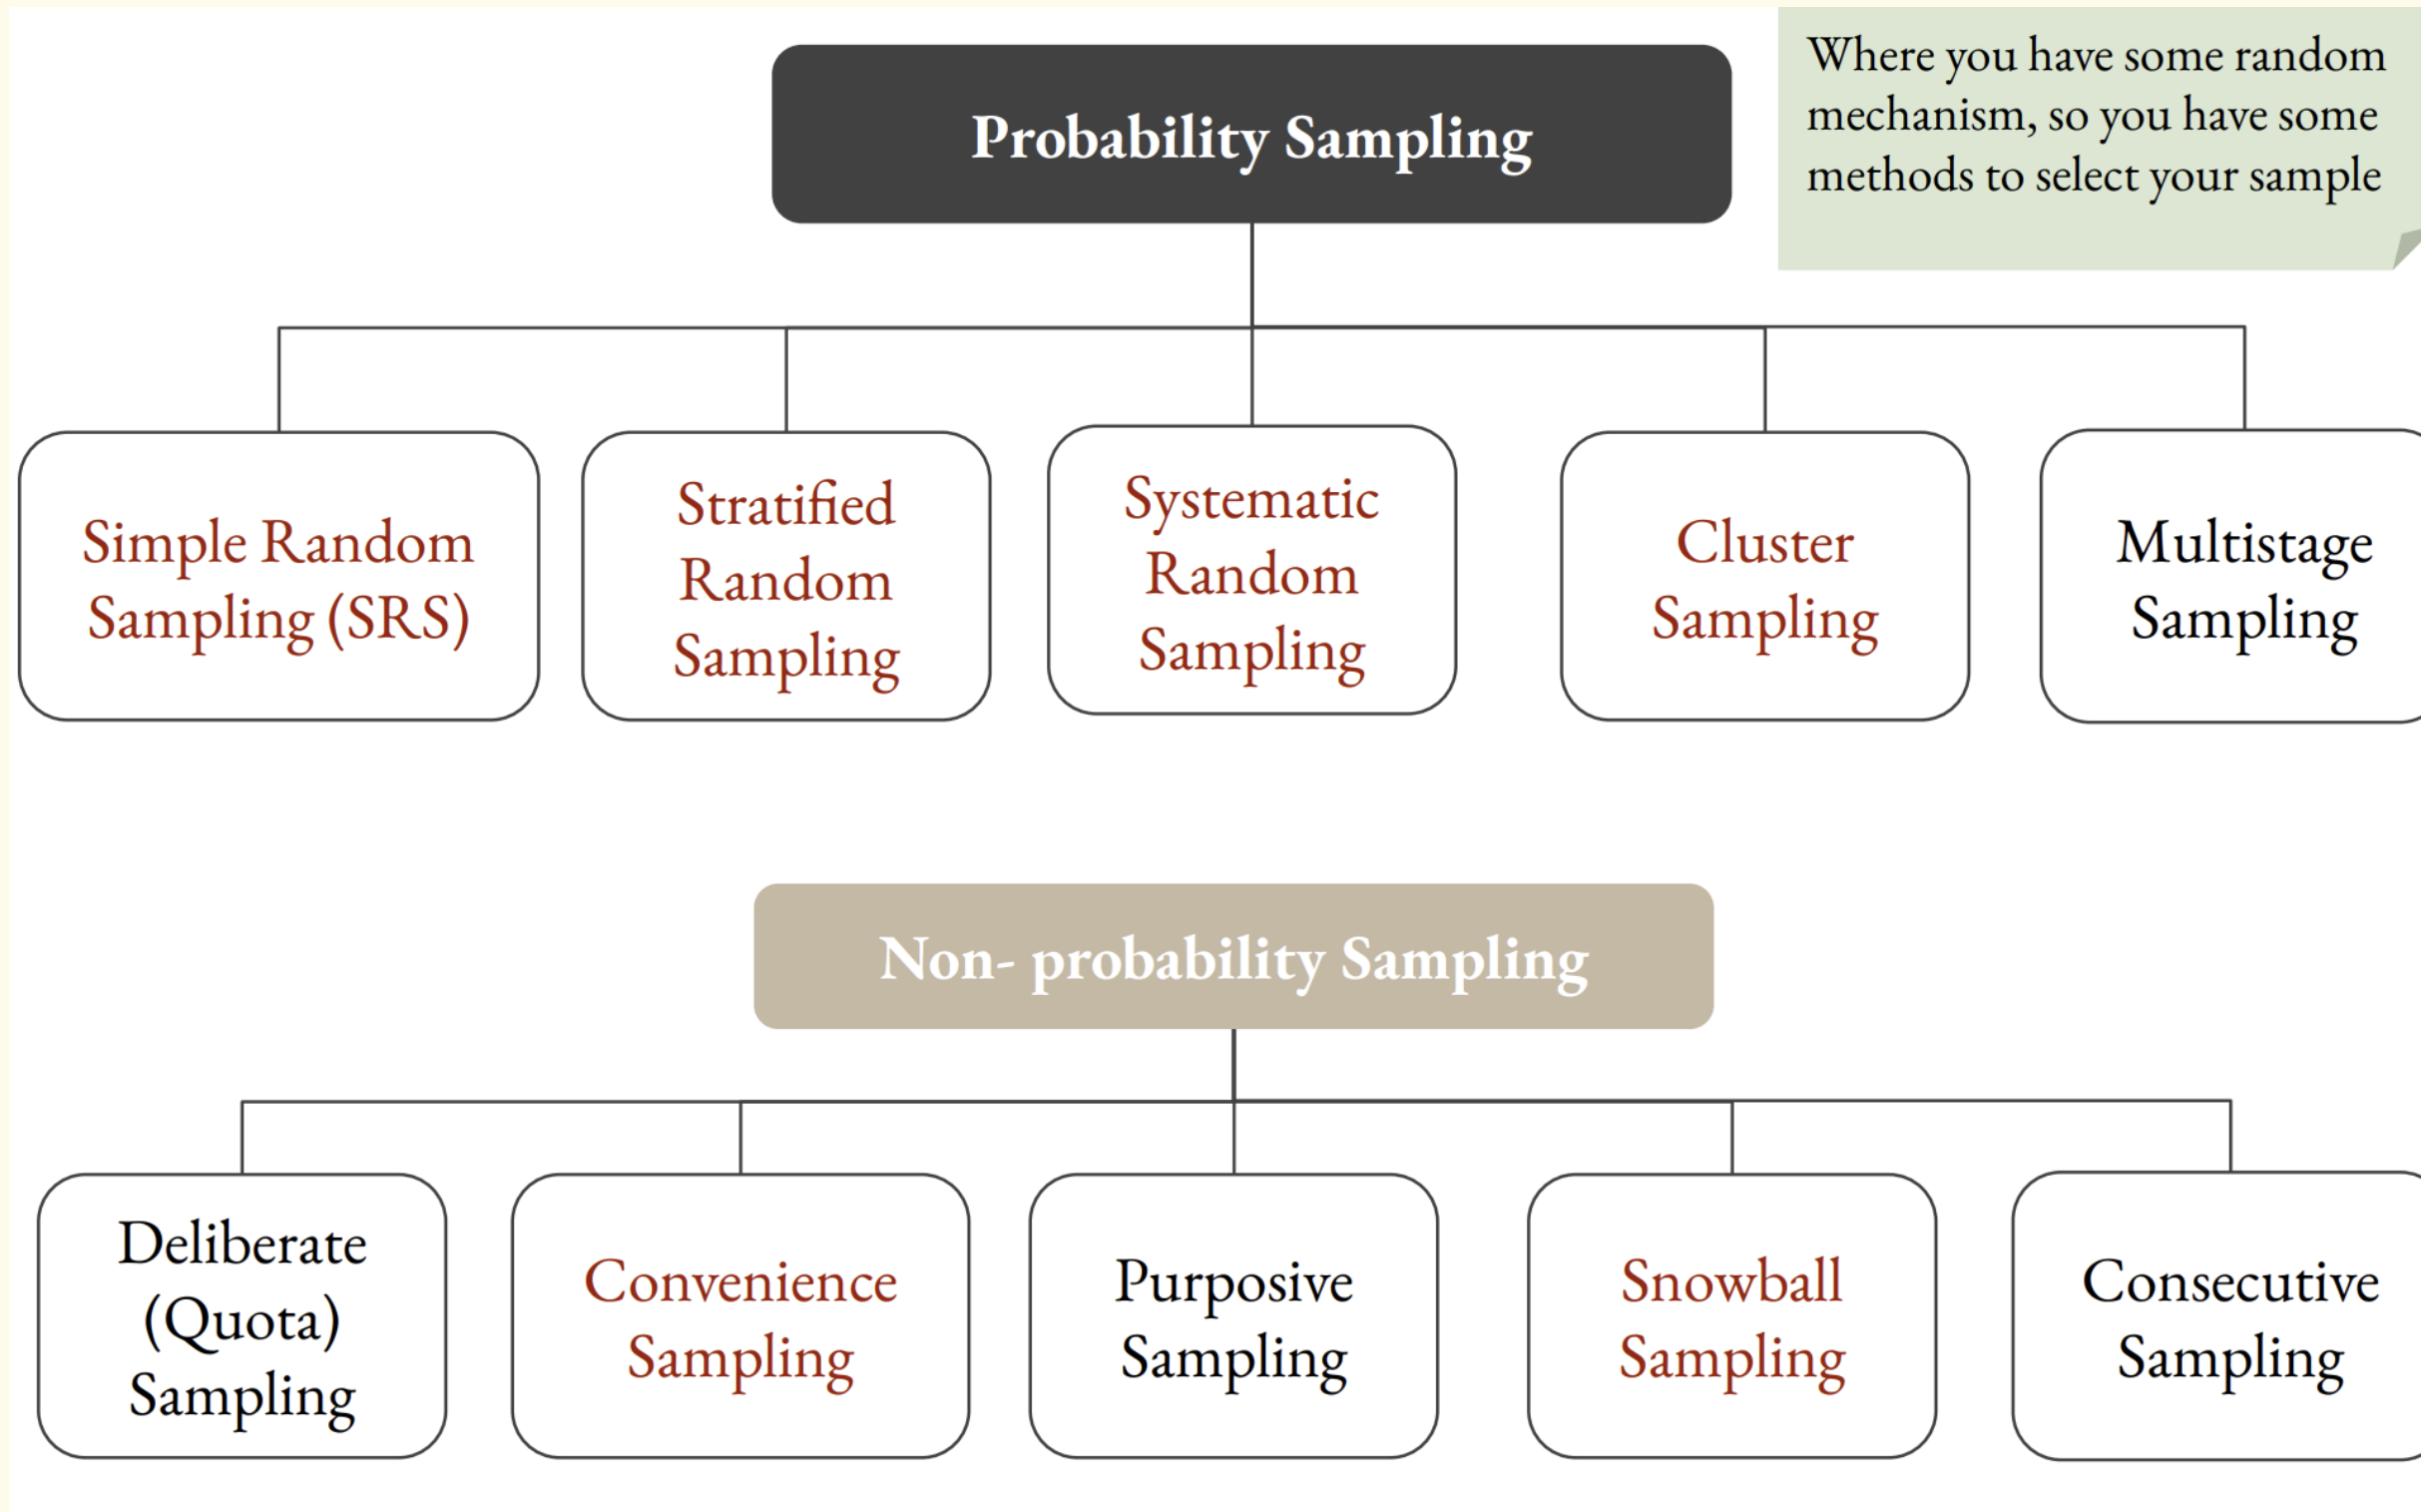 Probability Sampling
Where you have some random
mechanism, so you have some
methods to select your sample
Simple Random
Sampling (SRS)
Stratified
Random
Sampling
Systematic
Random
Sampling
Cluster
Sampling
Multistage
Sampling
Non- probability Sampling
Deliberate
(Quota)
Sampling
Convenience
Sampling
Purposive
Sampling
Snowball
Sampling
Consecutive
Sampling